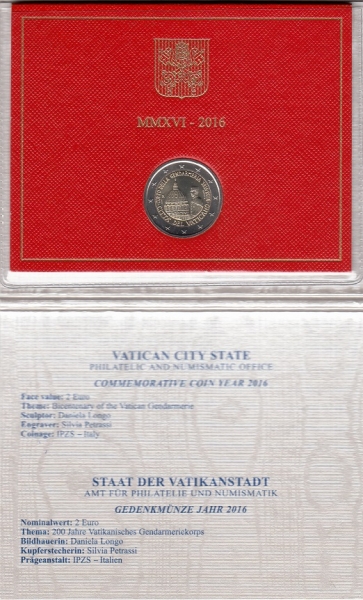 MMXVI - 2016
CITTÀ DEL VATICANO
VATICAN CITY STATE
PHILATELIC AND NUMISMATIC OFFICE
COMMEMORATIVE COIN YEAR 2016
Face value: 2 Euro
Theme: Bicentenary of the Vatican Gendarmerie
Sculptor: Daniela Longo
Engraver: Silvia Petrassi
Coinage: IPZS – Italy
STAAT DER VATIKANSTADT
AMT FÜR PHILATELIE UND NUMISMATIK
GEDENKMÜNZE JAHR 2016
Nominalwert: 2 Euro
Thema: 200 Jahre Vatikanisches Gendarmeriekorps
Bildhauerin: Daniela Longo
Kupferstecherin: Silvia Petrassi
Prägeanstalt: IPZS – Italien